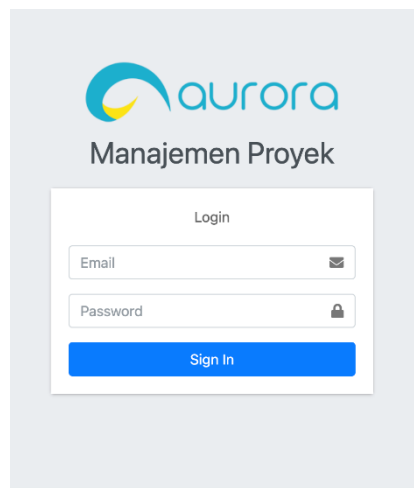 aurora
Manajemen Proyek
Login
Email
Password
Sign In